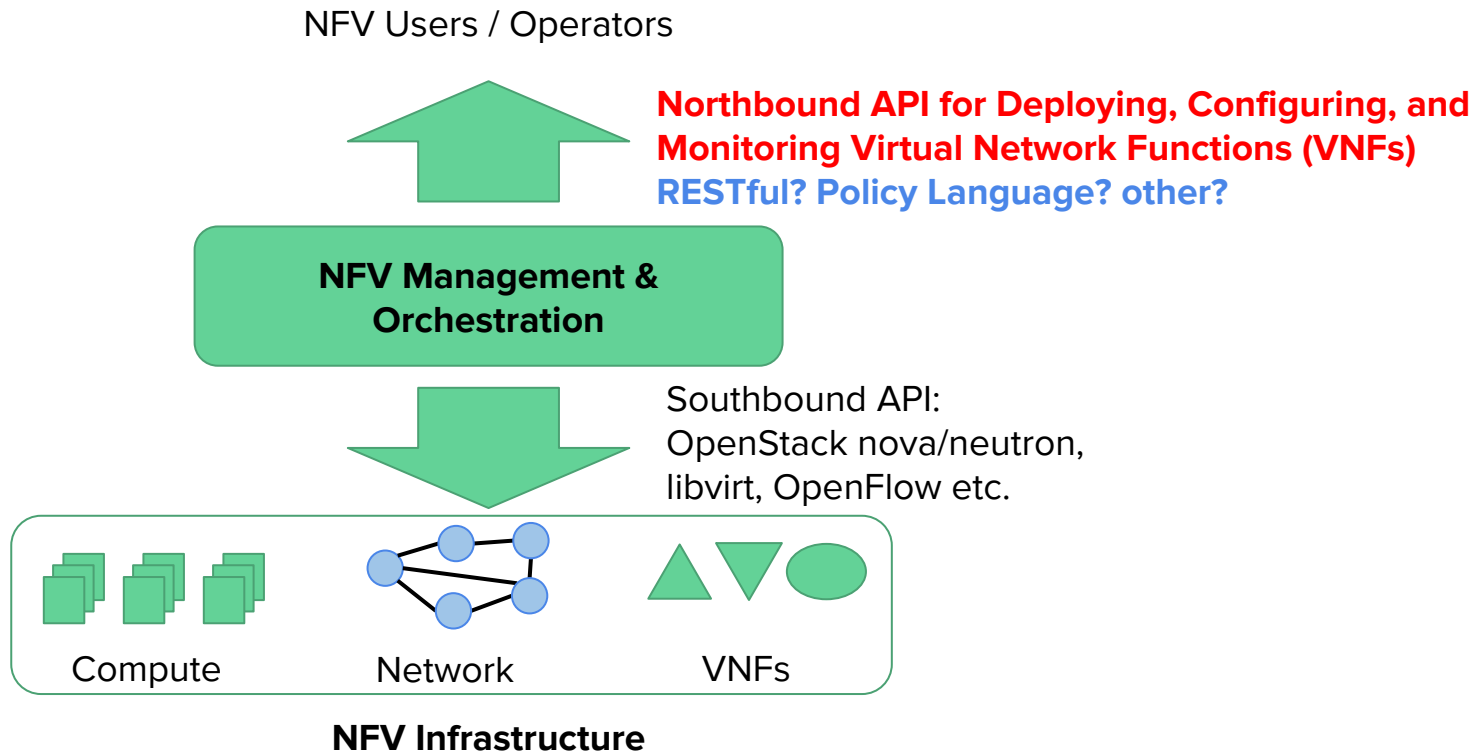 NFV Users / Operators
Northbound API for Deploying, Configuring, and
Monitoring Virtual Network Functions (VNFs)
RESTful? Policy Language? other?
NFV Management &
Orchestration
Southbound API:
OpenStack nova/neutron,
libvirt, OpenFlow etc.
Compute
Network
VNFs
NFV Infrastructure